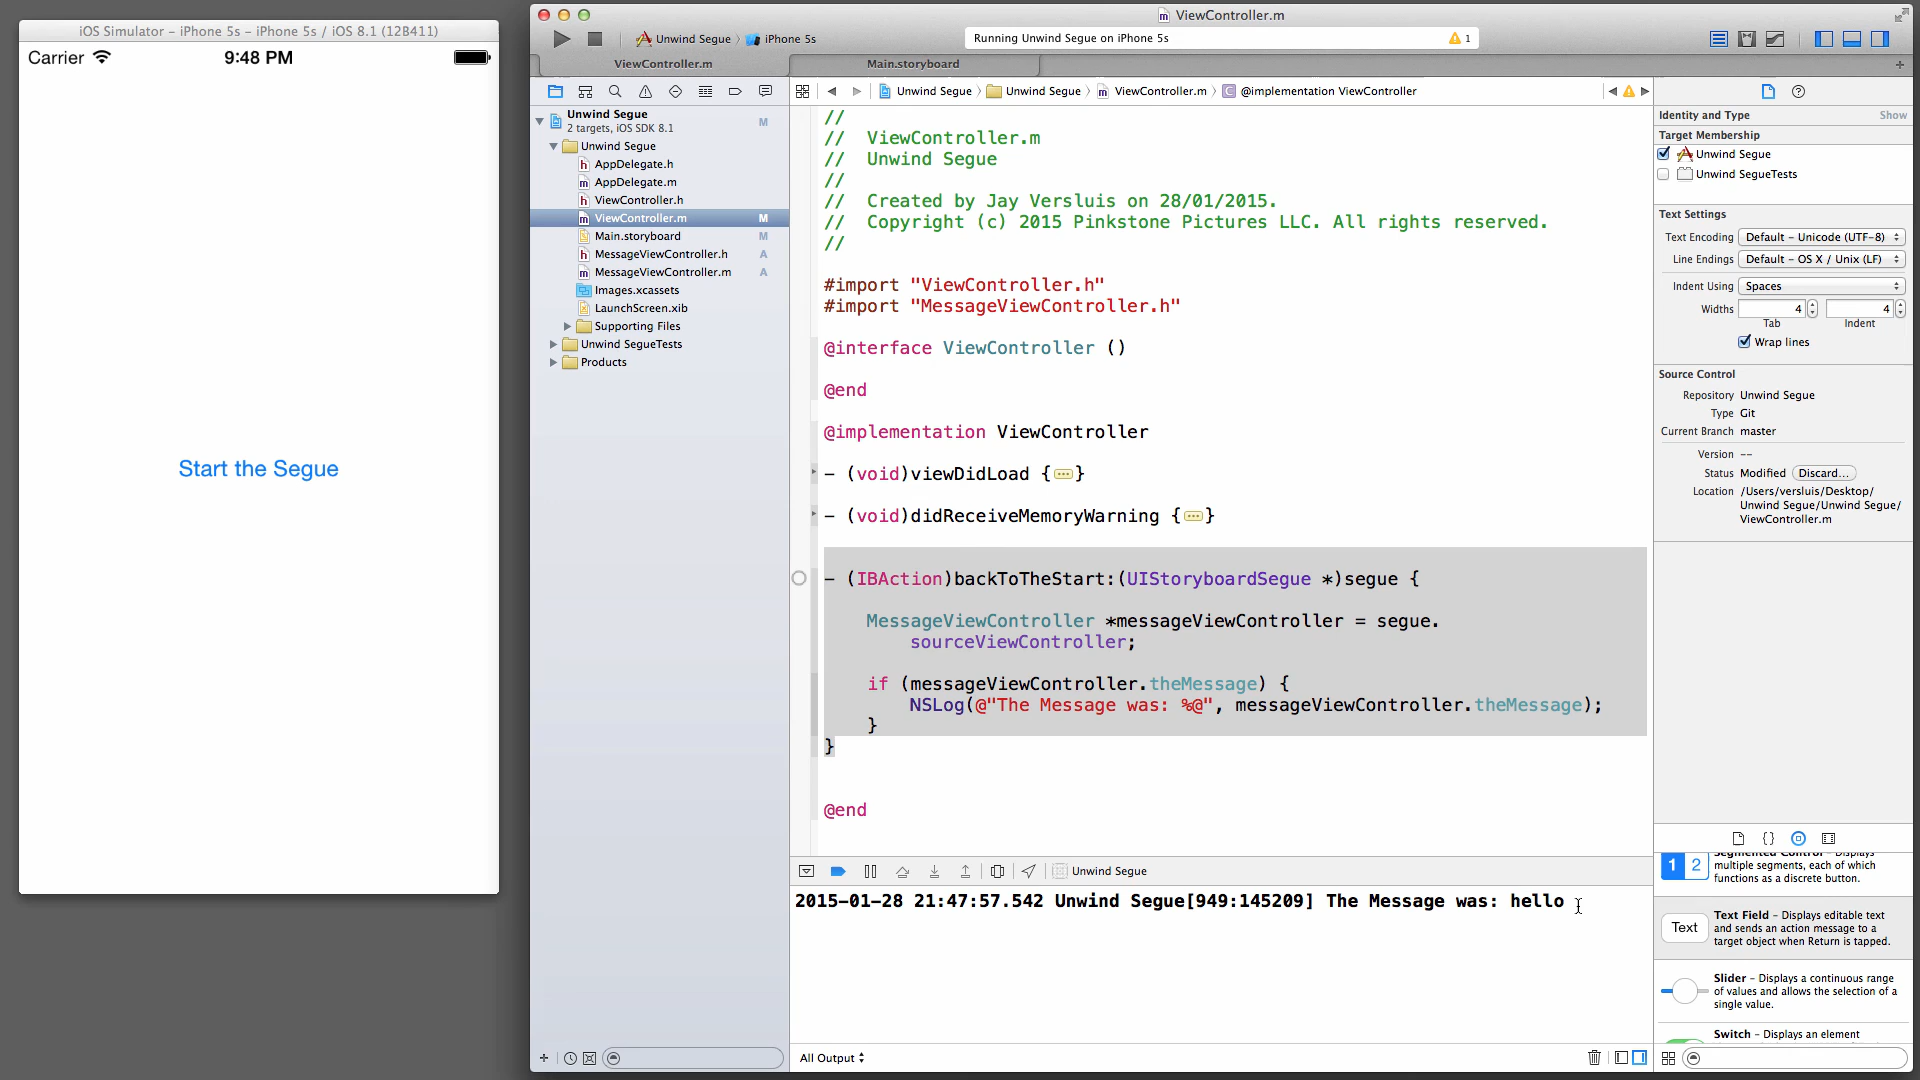 iOS Simulator – iPhone 5s – iPhone 5s / iOS 8.1 (12B411)
Carrier
9:48 PM
Start the Segue
ViewController.m
Unwind Segue
iPhone 5s
Running Unwind Segue on iPhone 5s
1
ViewController.m
Main.storyboard
Unwind Segue
Unwind Segue
ViewController.m
@implementation ViewController
Unwind Segue
M
2 targets, iOS SDK 8.1
Unwind Segue
AppDelegate.h
AppDelegate.m
ViewController.h
ViewController.m M
Main.storyboard M
MessageViewController.h A
MessageViewController.m A
Images.xcassets
LaunchScreen.xib
Supporting Files
Unwind SegueTests
Products
//
//  ViewController.m
//  Unwind Segue
//
//  Created by Jay Versluis on 28/01/2015.
//  Copyright (c) 2015 Pinkstone Pictures LLC. All rights reserved.
//
#import "ViewController.h"
#import "MessageViewController.h"
@interface ViewController ()
@end
@implementation ViewController
- (void)viewDidLoad {...}
- (void)didReceiveMemoryWarning {...}
- (IBAction)backToTheStart:(UIStoryboardSegue *)segue {
MessageViewController *messageViewController = segue.
sourceViewController;
if (messageViewController.theMessage) {
NSLog(@"The Message was: %@", messageViewController.theMessage);
}
}
@end
Unwind Segue
2015-01-28 21:47:57.542 Unwind Segue[949:145209] The Message was: hello
All Output
Identity and Type Show
Target Membership
Unwind Segue
Unwind SegueTests
Text Settings
Text Encoding Default – Unicode (UTF-8)
Line Endings Default – OS X / Unix (LF)
Indent Using Spaces
Widths 4 4
Tab Indent
Wrap lines
Source Control
Repository Unwind Segue
Type Git
Current Branch master
Version --
Status Modified Discard...
Location /Users/versluis/Desktop/
Unwind Segue/Unwind Segue/
ViewController.m
{}
1 2
Segmented Control – Displays
multiple segments, each of which
functions as a discrete button.
Text
Text Field – Displays editable text
and sends an action message to a
target object when Return is tapped.
Slider – Displays a continuous range
of values and allows the selection of a
single value.
Switch – Displays an element